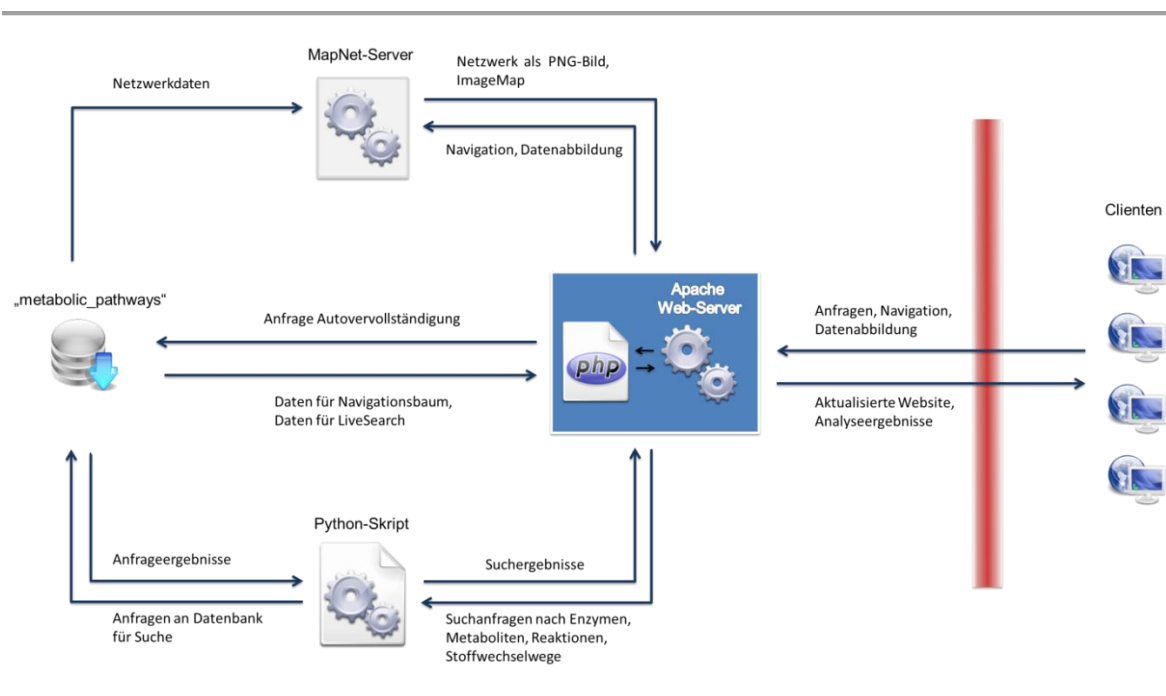 MapNet-Server
Netzwerkdaten
Netzwerk als PNG-Bild,
ImageMap
Navigation, Datenabbildung
Clienten
„metabolic_pathways“
Anfrage Autovervollständigung
Apache
Web-Server
php
Anfragen, Navigation,
Datenabbildung
Daten für Navigationsbaum,
Daten für LiveSearch
Aktualisierte Website,
Analyseergebnisse
Python-Skript
Anfrageergebnisse
Suchergebnisse
Anfragen an Datenbank
für Suche
Suchanfragen nach Enzymen,
Metaboliten, Reaktionen,
Stoffwechselwege